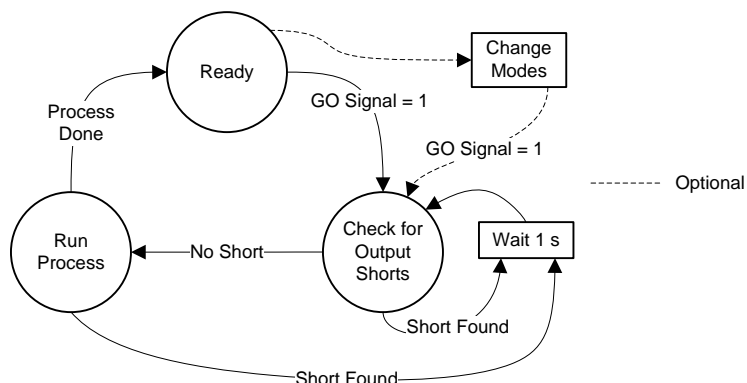 Ready
Change
Modes
GO Signal = 1
Process
Done
GO Signal = 1
Optional
Run
Process
No Short
Check for
Output
Shorts
Wait 1 s
Short Found
Short Found